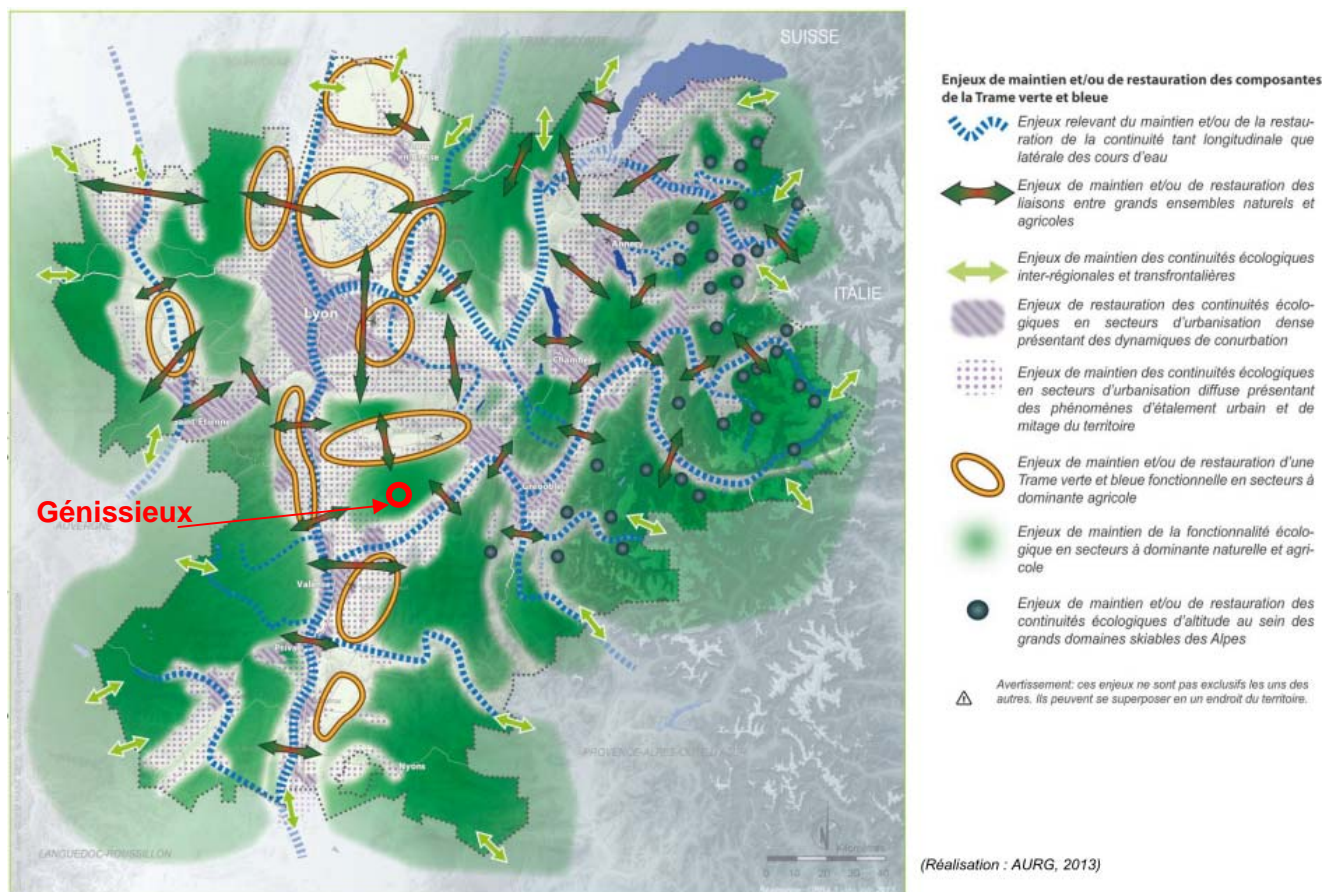 SUISSE
ITALIE
Lyon
Annecy
Chambéry
Saint Etienne
Grenoble
Génissieux
AUVERGNE
Valence
Privas
Nyons
PROVENCE-ALPES-COTE D'AZUR
LANGUEDOC-ROUSSILLON
N
Kilomètres
0 10 20 30 40
Enjeux de maintien et/ou de restauration des composantes
de la Trame verte et bleue
Enjeux relevant du maintien et/ou de la restau-
ration de la continuité tant longitudinale que
latérale des cours d'eau
Enjeux de maintien et/ou de restauration des
liaisons entre grands ensembles naturels et
agricoles
Enjeux de maintien des continuités écologiques
inter-régionales et transfrontalières
Enjeux de restauration des continuités écolo-
giques en secteurs d'urbanisation dense
présentant des dynamiques de conurbation
Enjeux de maintien des continuités écologiques
en secteurs d'urbanisation diffuse présentant
des phénomènes d'étalement urbain et de
mitage du territoire
Enjeux de maintien et/ou de restauration d'une
Trame verte et bleue fonctionnelle en secteurs à
dominante agricole
Enjeux de maintien de la fonctionnalité écolo-
gique en secteurs à dominante naturelle et agri-
cole
Enjeux de maintien et/ou de restauration des
continuités écologiques d'altitude au sein des
grands domaines skiables des Alpes
Avertissement: ces enjeux ne sont pas exclusifs les uns des
autres. Ils peuvent se superposer en un endroit du territoire.
(Réalisation : AURG, 2013)